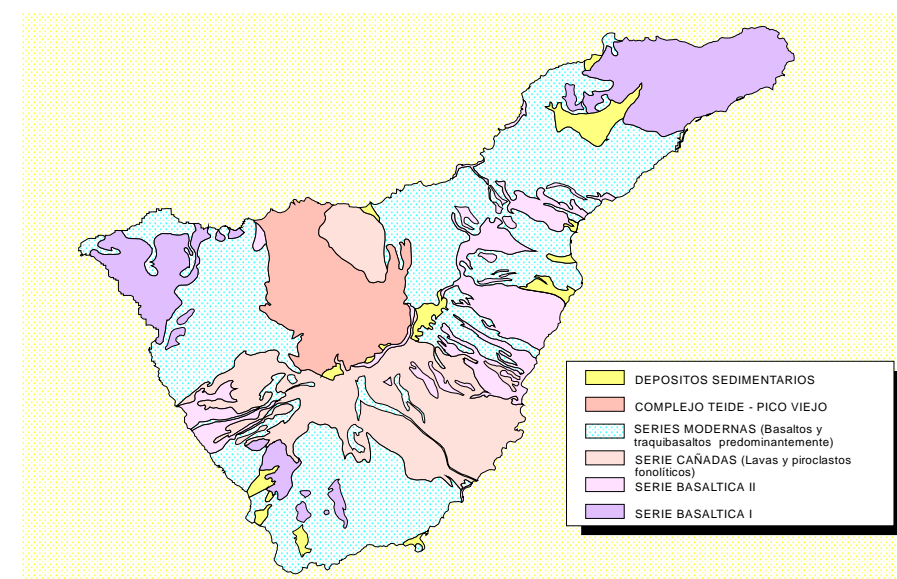 DEPOSITOS SEDIMENTARIOS
COMPLEJO TEIDE - PICO VIEJO
SERIES MODERNAS (Basaltos y
traquibasaltos predominantemente)
SERIE CAÑADAS (Lavas y piroclastos
fonolíticos)
SERIE BASALTICA II
SERIE BASALTICA I